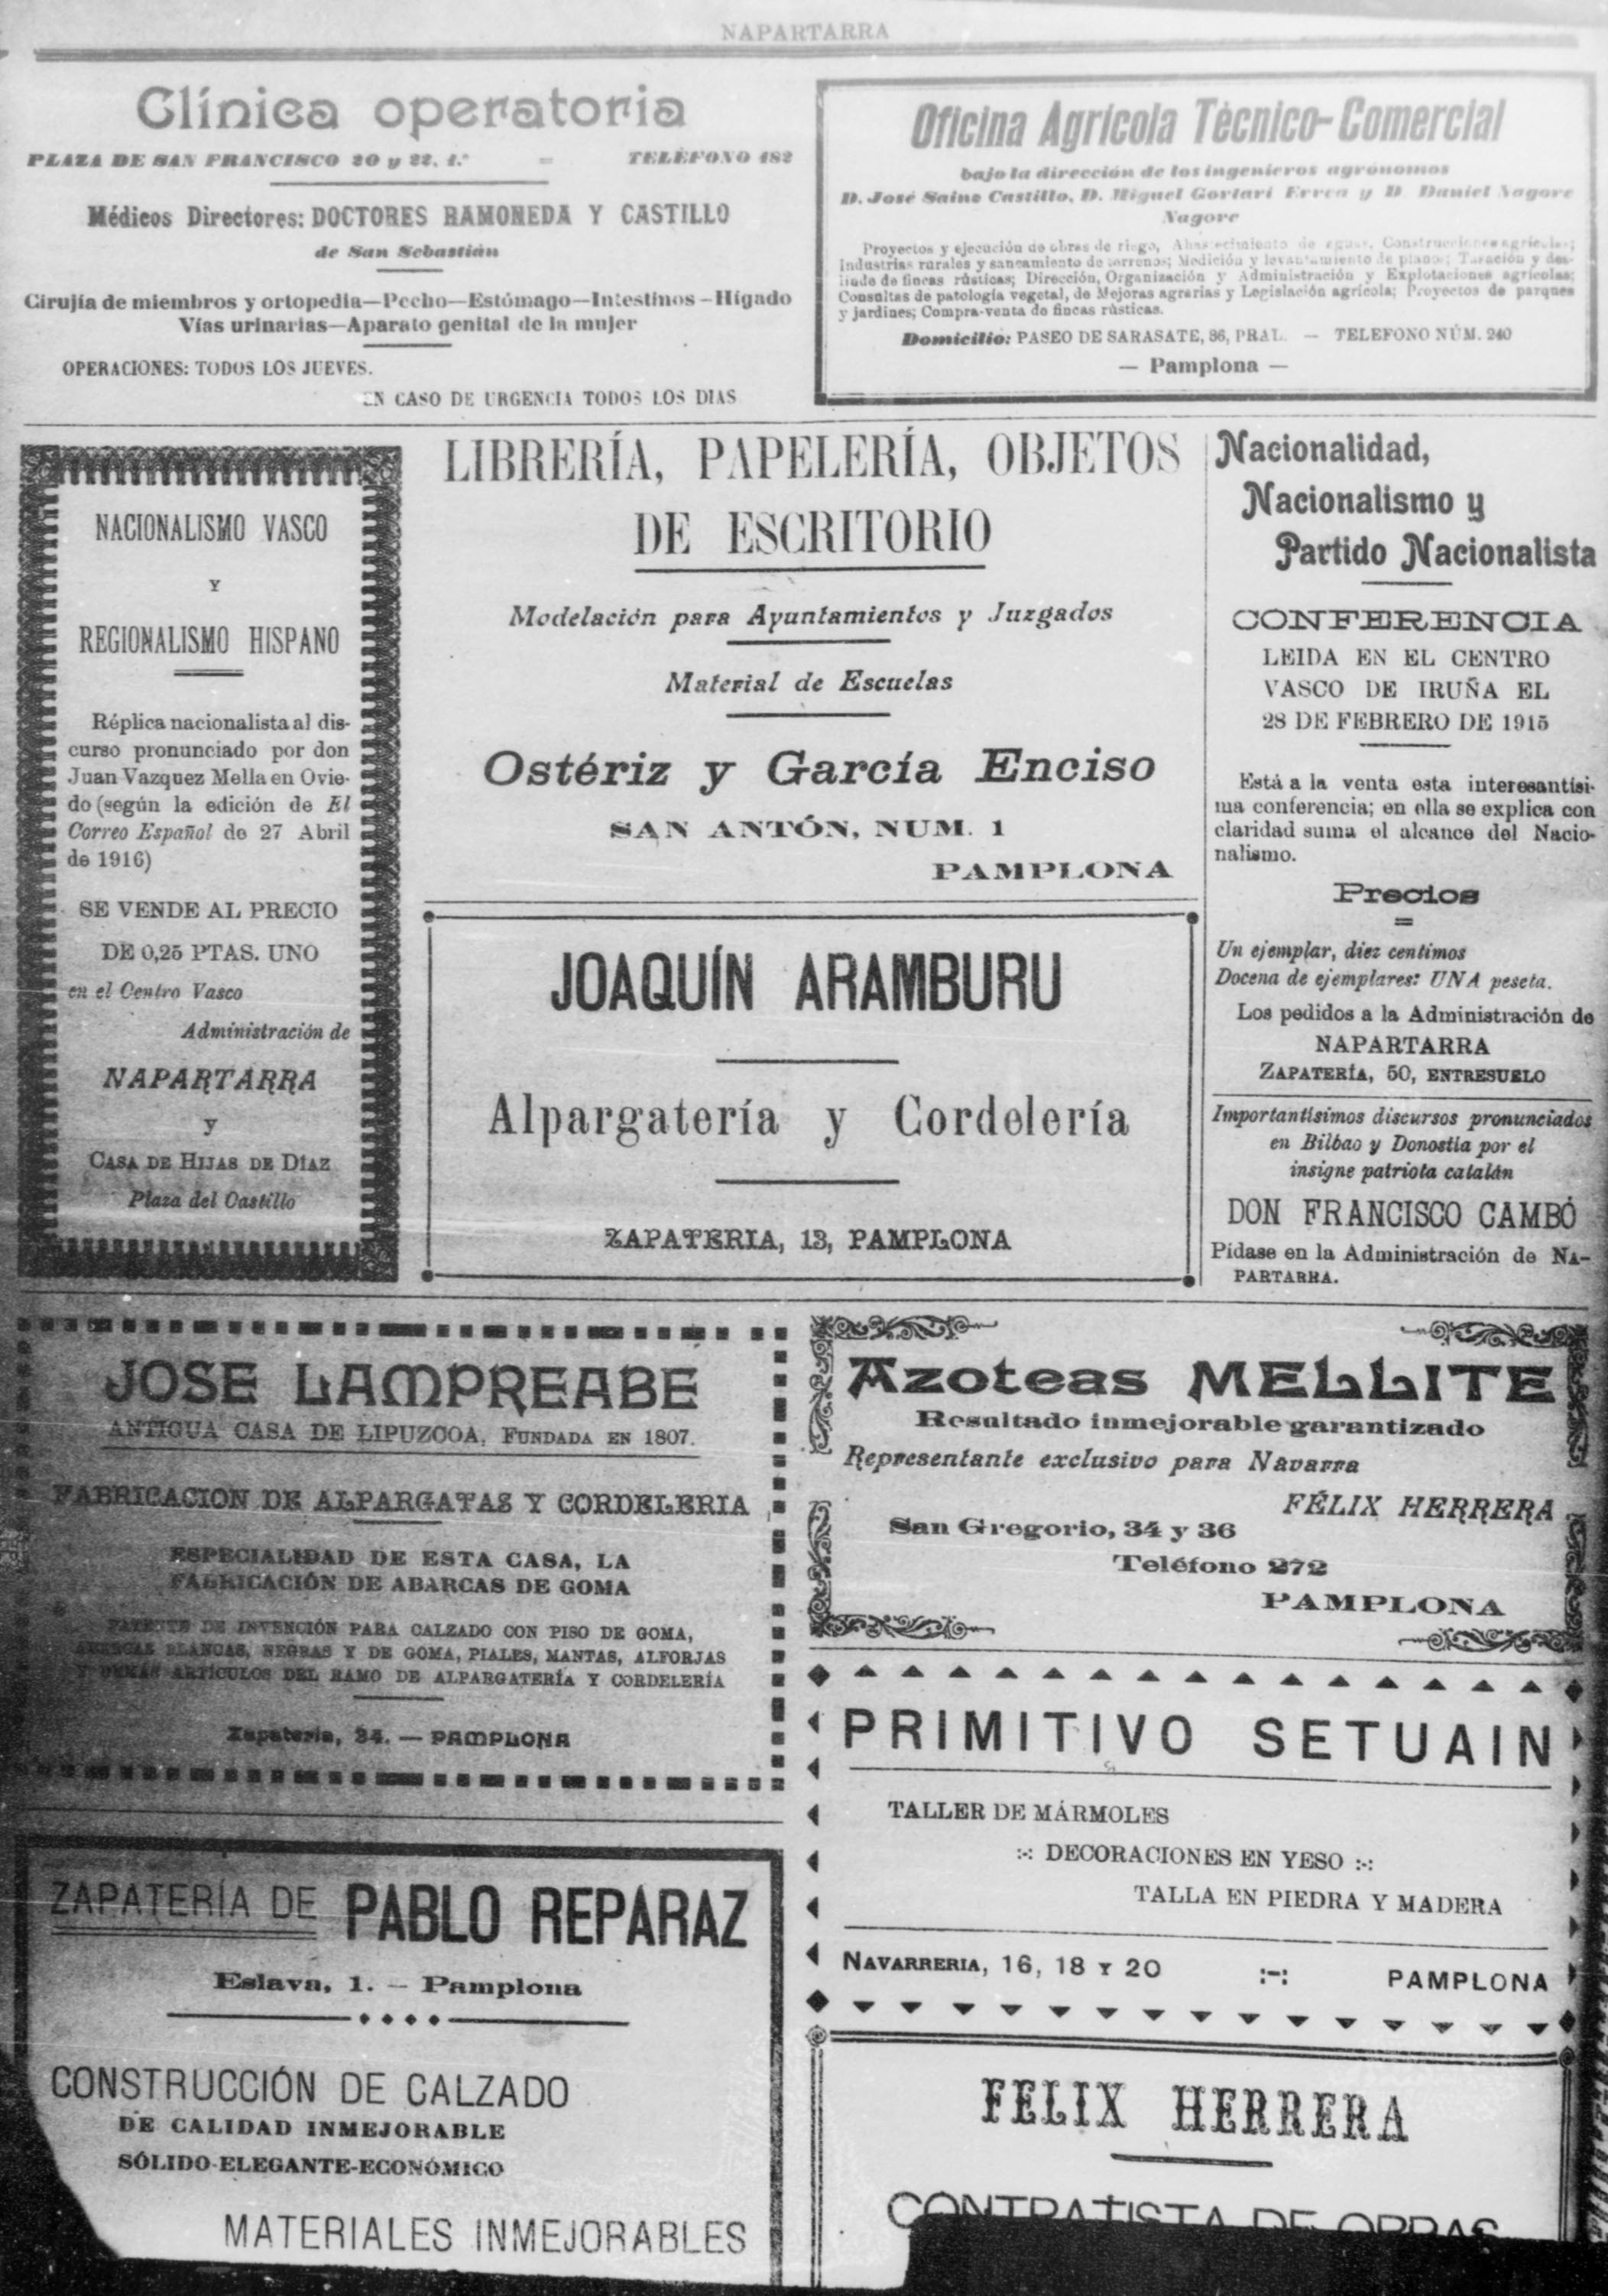 NAPARTARRA
Clínica operatoria
PLAZA DE SAN FRANCISCO 20 y 22, 1.° = TELÉFONO 182
Médicos Directores: DOCTORES RAMONEDA Y CASTILLO
de San Sebastián
Cirujía de miembros y ortopedia—Pecho—Estómago—Intestinos—Hígado
Vías urinarias—Aparato genital de la mujer
OPERACIONES: TODOS LOS JUEVES.
EN CASO DE URGENCIA TODOS LOS DIAS
Oficina Agrícola Tècnico-Comercial
bajo la dirección de los ingenieros agrónomos
D. José Sainz Castillo, D. Miguel Gortari Errea y D. Daniel Nagore
Nagore
Proyectos y ejecución de obras de riego, Abastecimiento de aguas, Construcciones agrícolas;
Industrias rurales y saneamiento de terrenos; Medición y levantamiento de planos; Tasación y des-
linde de fincas rústicas; Dirección, Organización y Administración y Explotaciones agrícolas;
Consultas de patología vegetal, de Mejoras agrarias y Legislación agrícola; Proyectos de parques
y jardines; Compra-venta de fincas rústicas.
Domicilio: PASEO DE SARASATE, 36, PRAL. — TELEFONO NÚM. 240
— Pamplona —
NACIONALISMO VASCO
Y
REGIONALISMO HISPANO
Réplica nacionalista al dis-
curso pronunciado por don
Juan Vazquez Mella en Ovie-
do (según la edición de El
Correo Español de 27 Abril
de 1916)
SE VENDE AL PRECIO
DE 0,25 PTAS. UNO
en el Centro Vasco
Administración de
NAPARTARRA
y
CASA DE HIJAS DE DÍAZ
Plaza del Castillo
LIBRERÍA, PAPELERÍA, OBJETOS
DE ESCRITORIO
Modelación para Ayuntamientos y Juzgados
Material de Escuelas
Ostériz y García Enciso
SAN ANTÓN, NUM. 1
PAMPLONA
JOAQUÍN ARAMBURU
Alpargatería y Cordelería
ZAPATERIA, 13, PAMPLONA
Nacionalidad,
Nacionalismo y
Partido Nacionalista
CONFERENCIA
LEIDA EN EL CENTRO
VASCO DE IRUÑA EL
28 DE FEBRERO DE 1915
Está a la venta esta interesantísi-
ma conferencia; en ella se explica con
claridad suma el alcance del Nacio-
nalismo.
Precios
=
Un ejemplar, diez centimos
Docena de ejemplares: UNA peseta.
Los pedidos a la Administración de
NAPARTARRA
ZAPATERÍA, 50, ENTRESUELO
Importantísimos discursos pronunciados
en Bilbao y Donostia por el
insigne patriota catalán
DON FRANCISCO CAMBÓ
Pídase en la Administración de NA-
PARTARRA.
JOSE LAMPREABE
ANTIGUA CASA DE LIPUZCOA, FUNDADA EN 1807.
FABRICACION DE ALPARGATAS Y CORDELERIA
ESPECIALIDAD DE ESTA CASA, LA
FABRICACIÓN DE ABARCAS DE GOMA
PATENTE DE INVENCIÓN PARA CALZADO CON PISO DE GOMA,
ABARCAS BLANCAS, NEGRAS Y DE GOMA, PIALES, MANTAS, ALFORJAS
Y DEMÁS ARTÍCULOS DEL RAMO DE ALPARGATERÍA Y CORDELERÍA
Zapatería, 34. — PAMPLONA
Azoteas MELLITE
Resultado inmejorable garantizado
Representante exclusivo para Navarra
FÉLIX HERRERA
San Gregorio, 34 y 36
Teléfono 272
PAMPLONA
PRIMITIVO SETUAIN
TALLER DE MÁRMOLES
:-: DECORACIONES EN YESO :-:
TALLA EN PIEDRA Y MADERA
NAVARRERIA, 16, 18 Y 20 :-: PAMPLONA
ZAPATERÍA DE PABLO REPARAZ
Eslava, 1. — Pamplona
CONSTRUCCIÓN DE CALZADO
DE CALIDAD INMEJORABLE
SÓLIDO-ELEGANTE-ECONÓMICO
MATERIALES INMEJORABLES
FELIX HERRERA
CONTRATISTA DE OBRAS